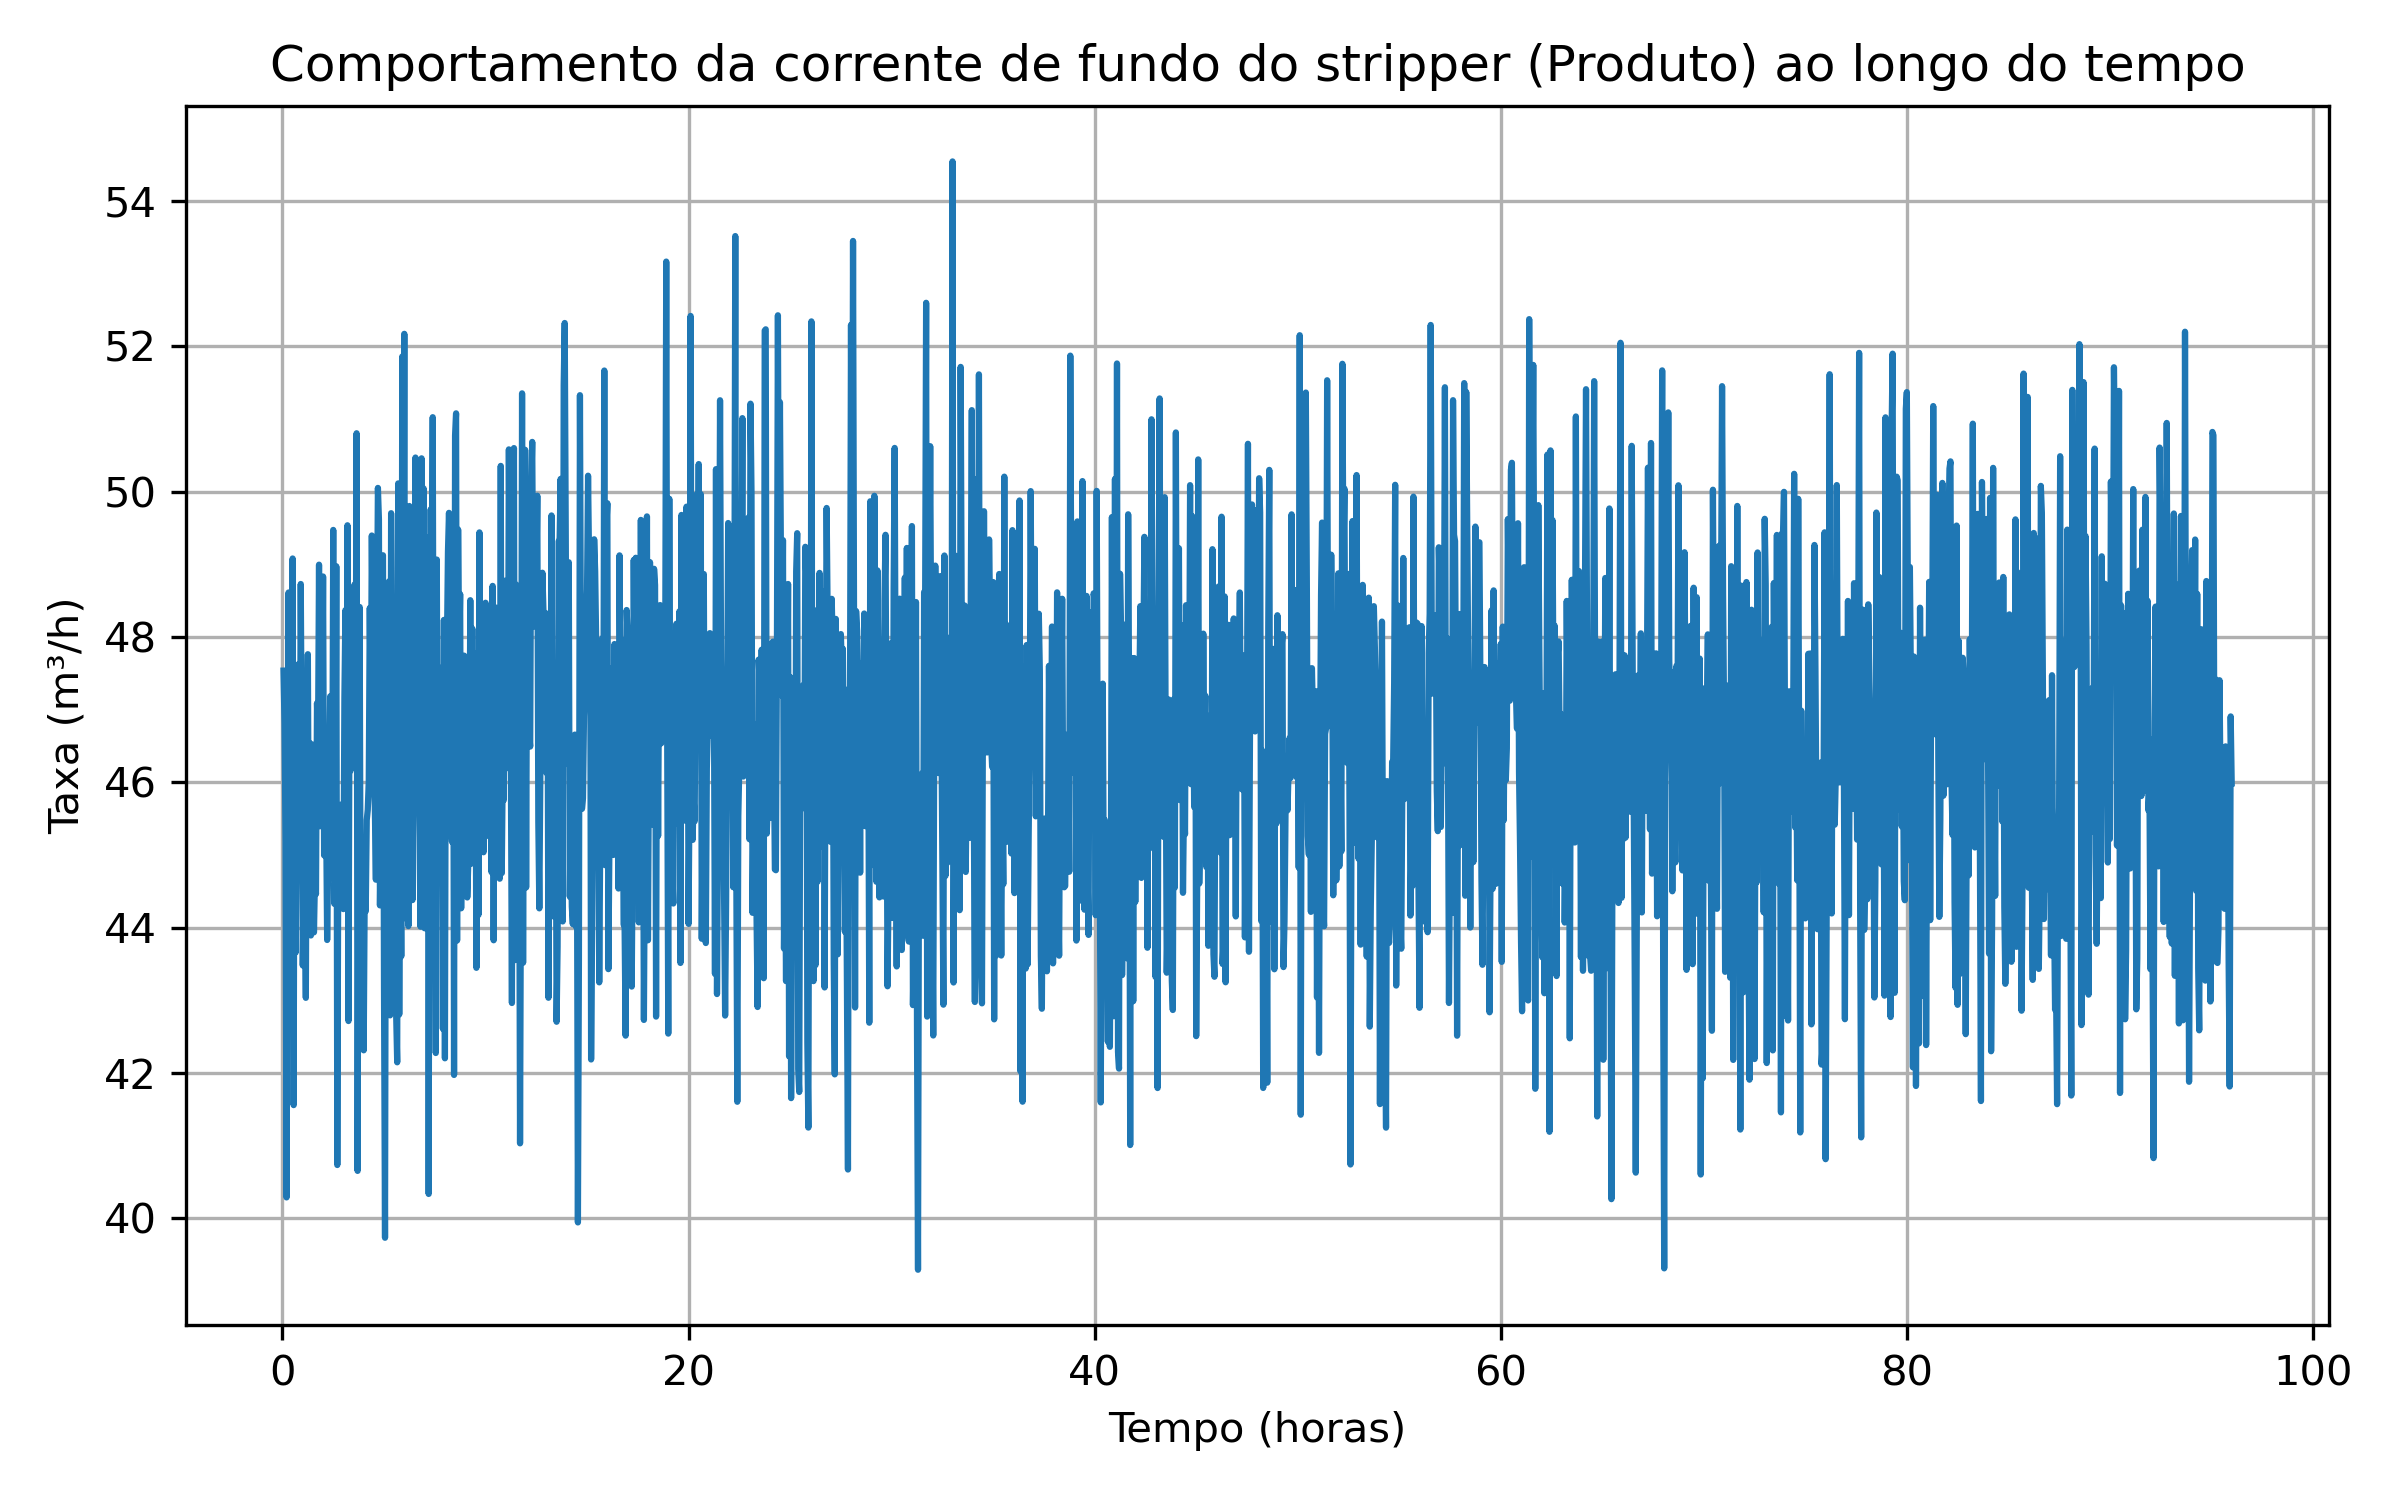 Comportamento da corrente de fundo do stripper (Produto) ao longo do tempo
Taxa (m³/h)
54
52
50
48
46
44
42
40
0 20 40 60 80 100
Tempo (horas)